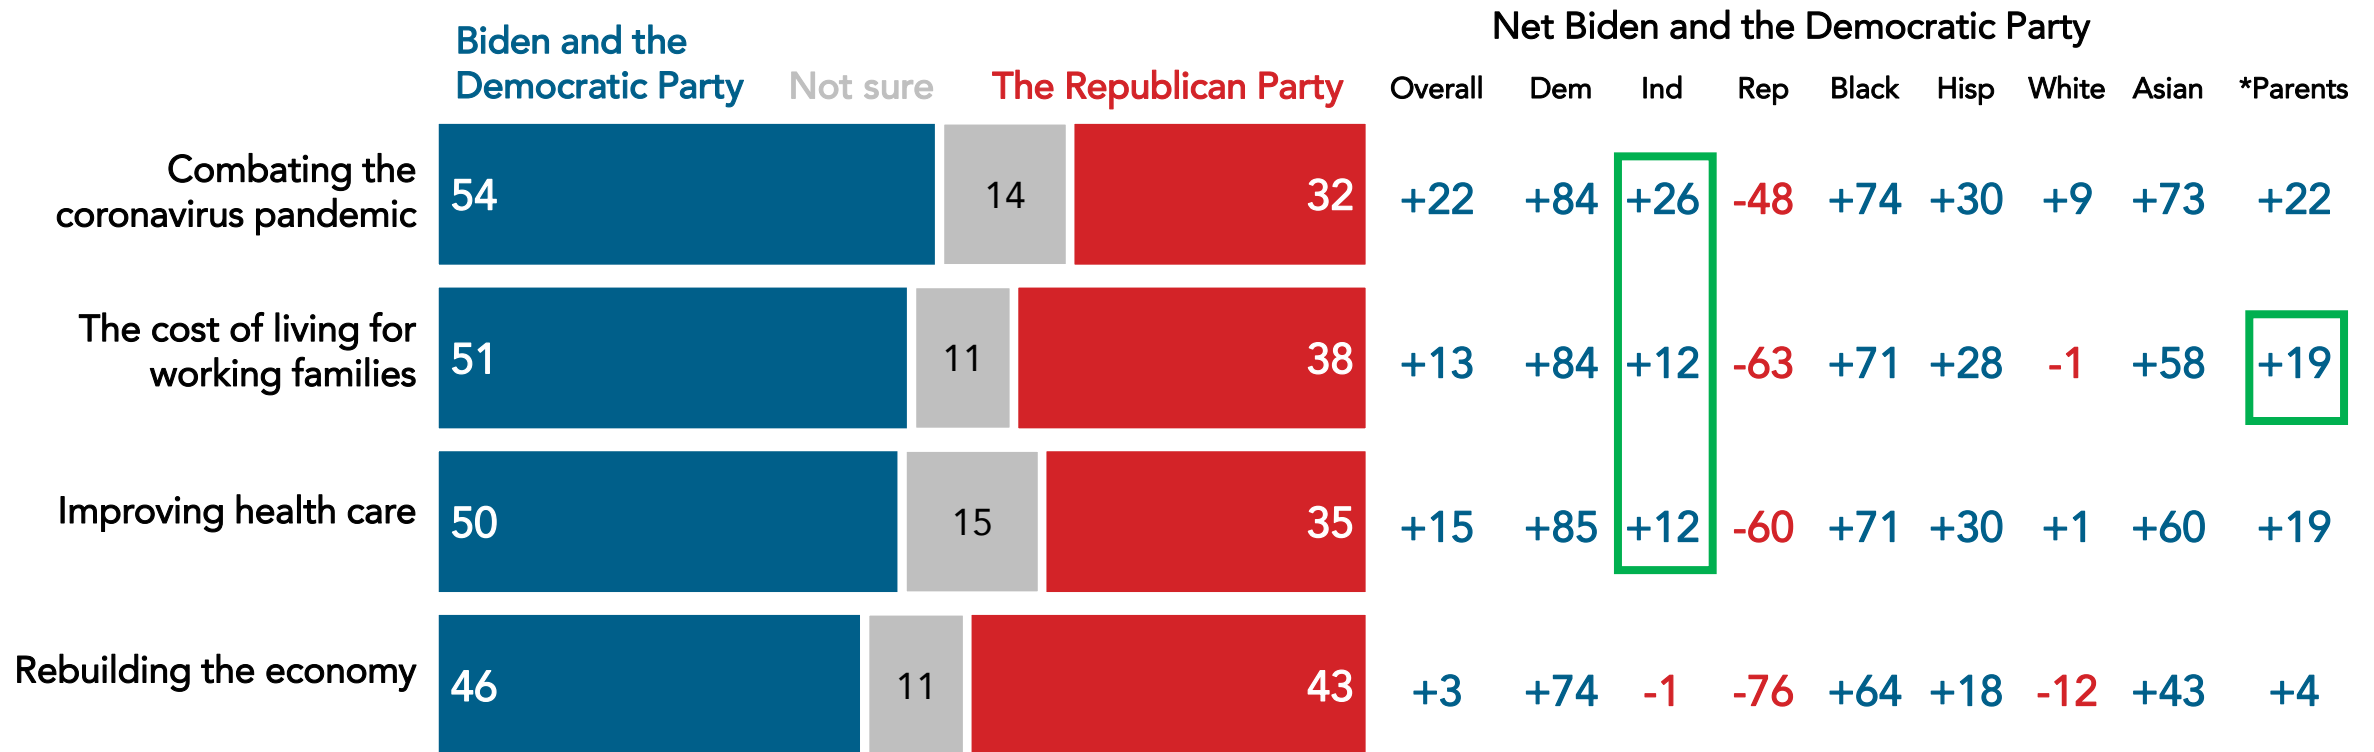 Net Biden and the Democratic Party
Biden and the
Democratic Party Not sure The Republican Party Overall Dem Ind Rep Black Hisp White Asian *Parents
Combating the
coronavirus pandemic
54 14 32 +22 +84 +26 -48 +74 +30 +9 +73 +22
The cost of living for
working families
51 11 38 +13 +84 +12 -63 +71 +28 -1 +58 +19
Improving health care
50 15 35 +15 +85 +12 -60 +71 +30 +1 +60 +19
Rebuilding the economy
46 11 43 +3 +74 -1 -76 +64 +18 -12 +43 +4